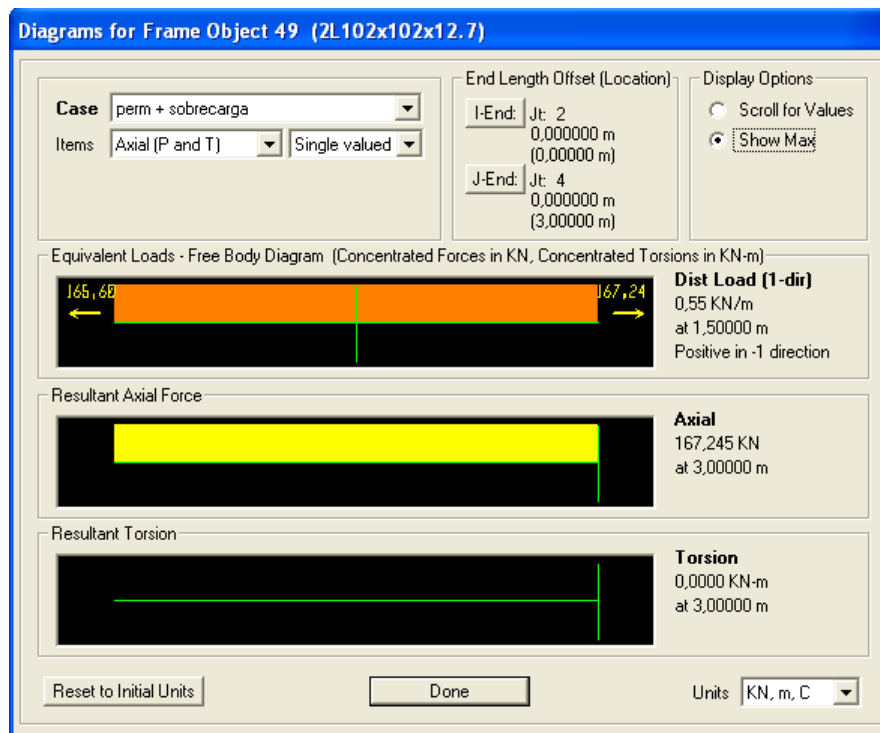 Diagrams for Frame Object 49 (2L102x102x12.7)
Case perm + sobrecarga
Items Axial (P and T) Single valued
End Length Offset (Location)
I-End: Jt: 2
0,000000 m
(0,00000 m)
J-End: Jt: 4
0,000000 m
(3,00000 m)
Display Options
Scroll for Values
Show Max
Equivalent Loads - Free Body Diagram (Concentrated Forces in KN, Concentrated Torsions in KN-m)
165,60 167,24
Dist Load (1-dir)
0,55 KN/m
at 1,50000 m
Positive in -1 direction
Resultant Axial Force
Axial
167,245 KN
at 3,00000 m
Resultant Torsion
Torsion
0,0000 KN-m
at 3,00000 m
Reset to Initial Units Done Units KN, m, C